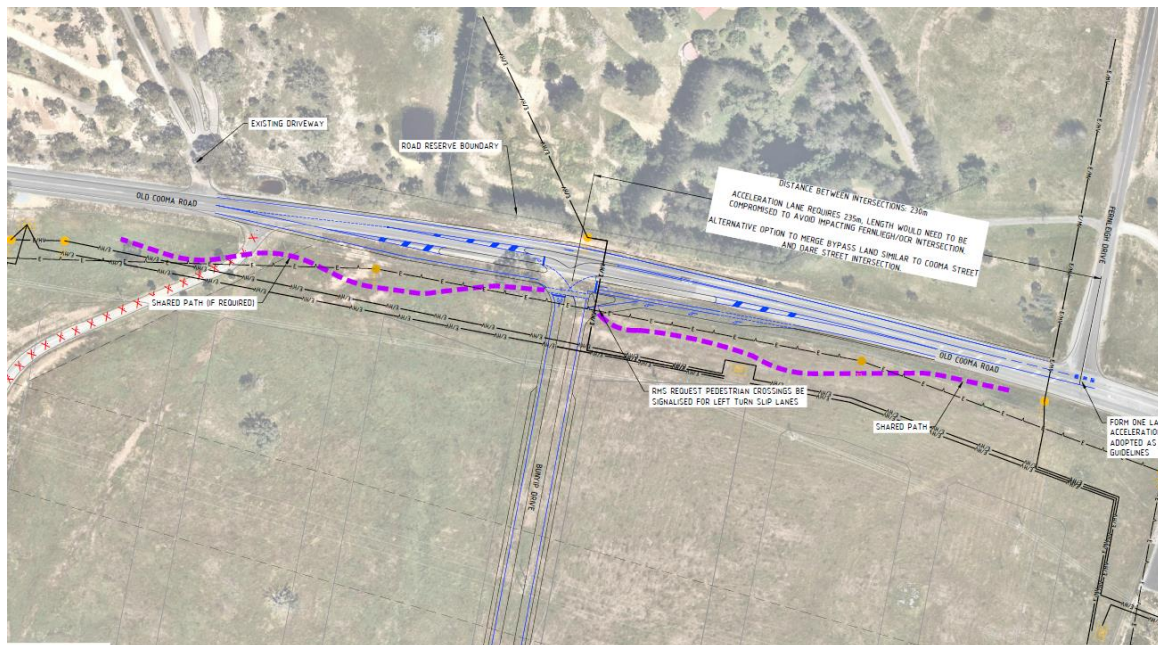 EXISTING DRIVEWAY
ROAD RESERVE BOUNDARY
OLD COOMA ROAD
DISTANCE BETWEEN INTERSECTIONS: 230m
ACCELERATION LANE REQUIRES 235m, LENGTH WOULD NEED TO BE
COMPROMISED TO AVOID IMPACTING FERNLIEGH/OCR INTERSECTION.
ALTERNATIVE OPTION TO MERGE BYPASS LAND SIMILAR TO COOMA STREET
AND DARE STREET INTERSECTION.
FERNLEIGH DRIVE
SHARED PATH (IF REQUIRED)
OLD COOMA ROAD
RMS REQUEST PEDESTRIAN CROSSINGS BE
SIGNALISED FOR LEFT TURN SLIP LANES
SHARED PATH
FORM ONE LA
ACCELERATION
ADOPTED AS
GUIDELINES
BUNYIP DRIVE